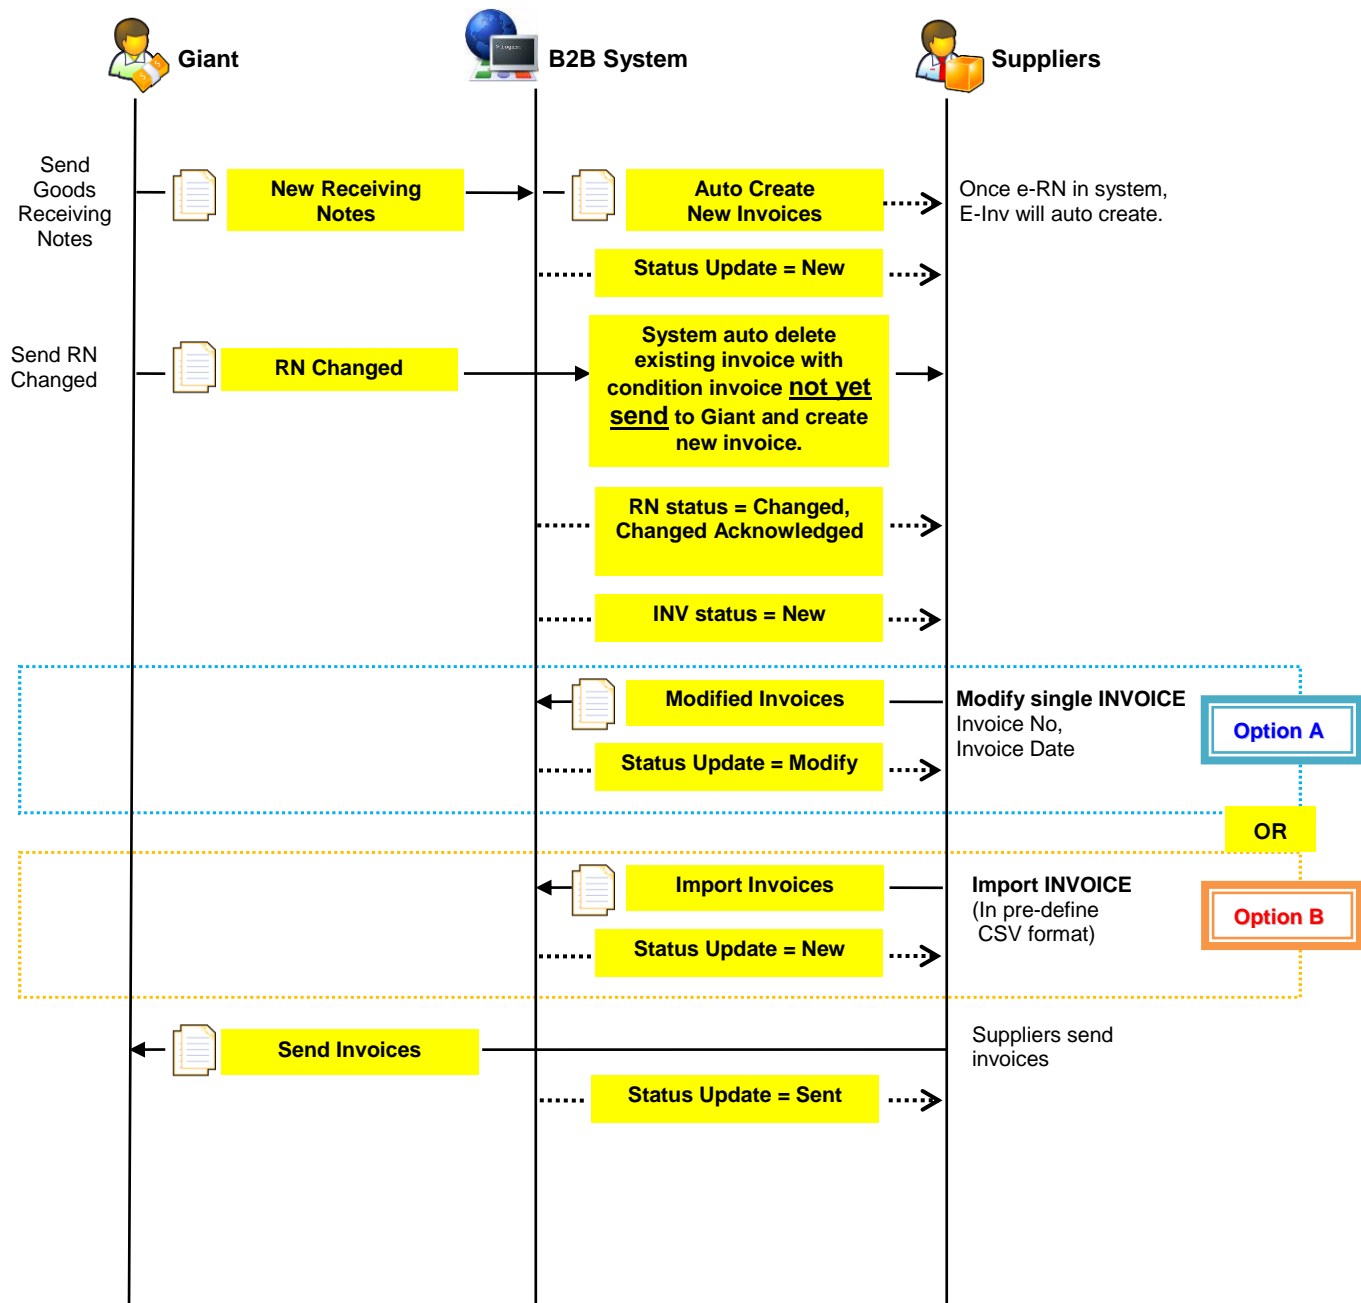 Giant
B2B System
Suppliers
Send
Goods
Receiving
Notes
New Receiving
Notes
Auto Create
New Invoices
Once e-RN in system,
E-Inv will auto create.
Status Update = New
Send RN
Changed
RN Changed
System auto delete
existing invoice with
condition invoice not yet
send to Giant and create
new invoice.
RN status = Changed,
Changed Acknowledged
INV status = New
Modified Invoices
Modify single INVOICE
Invoice No,
Invoice Date
Option A
Status Update = Modify
OR
Import Invoices
Import INVOICE
(In pre-define
CSV format)
Option B
Status Update = New
Send Invoices
Suppliers send
invoices
Status Update = Sent